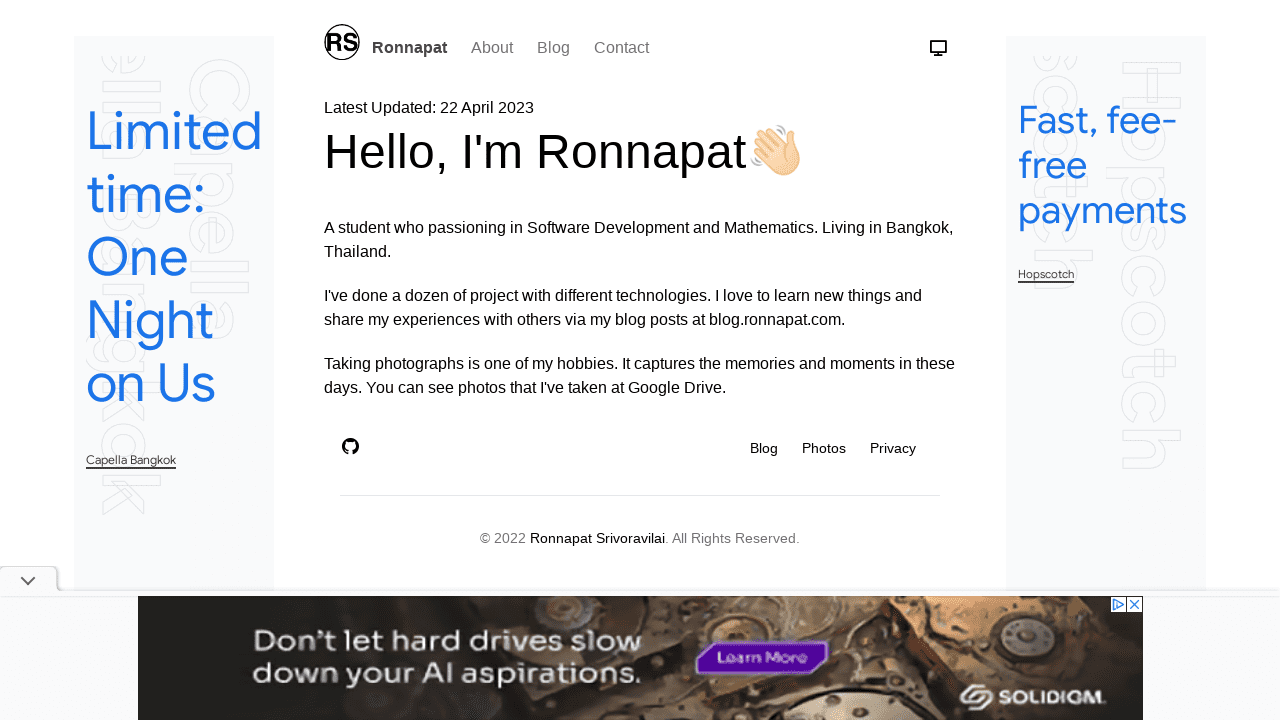 RS
Ronnapat About Blog Contact
Latest Updated: 22 April 2023
Hello, I'm Ronnapat
A student who passioning in Software Development and Mathematics. Living in Bangkok,
Thailand.
I've done a dozen of project with different technologies. I love to learn new things and
share my experiences with others via my blog posts at blog.ronnapat.com.
Taking photographs is one of my hobbies. It captures the memories and moments in these
days. You can see photos that I've taken at Google Drive.
Blog Photos Privacy
© 2022 Ronnapat Srivoravilai. All Rights Reserved.
Capella
Capella Bangkok
Limited
time:
One
Night
on Us
Capella Bangkok
Hopscotch
Hopscotch
Fast, fee-
free
payments
Hopscotch
Don't let hard drives slow
down your AI aspirations.
Learn More
SOLIDIGM